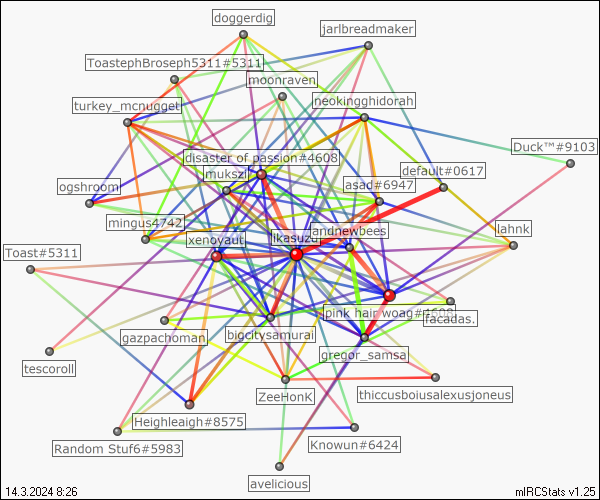 doggerdig
jarlbreadmaker
ToastephBroseph5311#5311
moonraven
turkey_mcnugget
neokingghidorah
Duck™#9103
disaster of passion#4608
default#0617
mukszi
asad#6947
ogshroom
mingus4742
lahnk
Toast#5311
xenoyaut
ikasuzu
andnewbees
pink hair woag#4608
facadas.
gazpachoman
bigcitysamurai
gregor_samsa
tescoroll
ZeeHonk
thiccusboiusalexusjoneus
Heighleaigh#8575
Random Stuf6#5983
Knowun#6424
avelicious
14.3.2024 8:26
mIRCStats v1.25